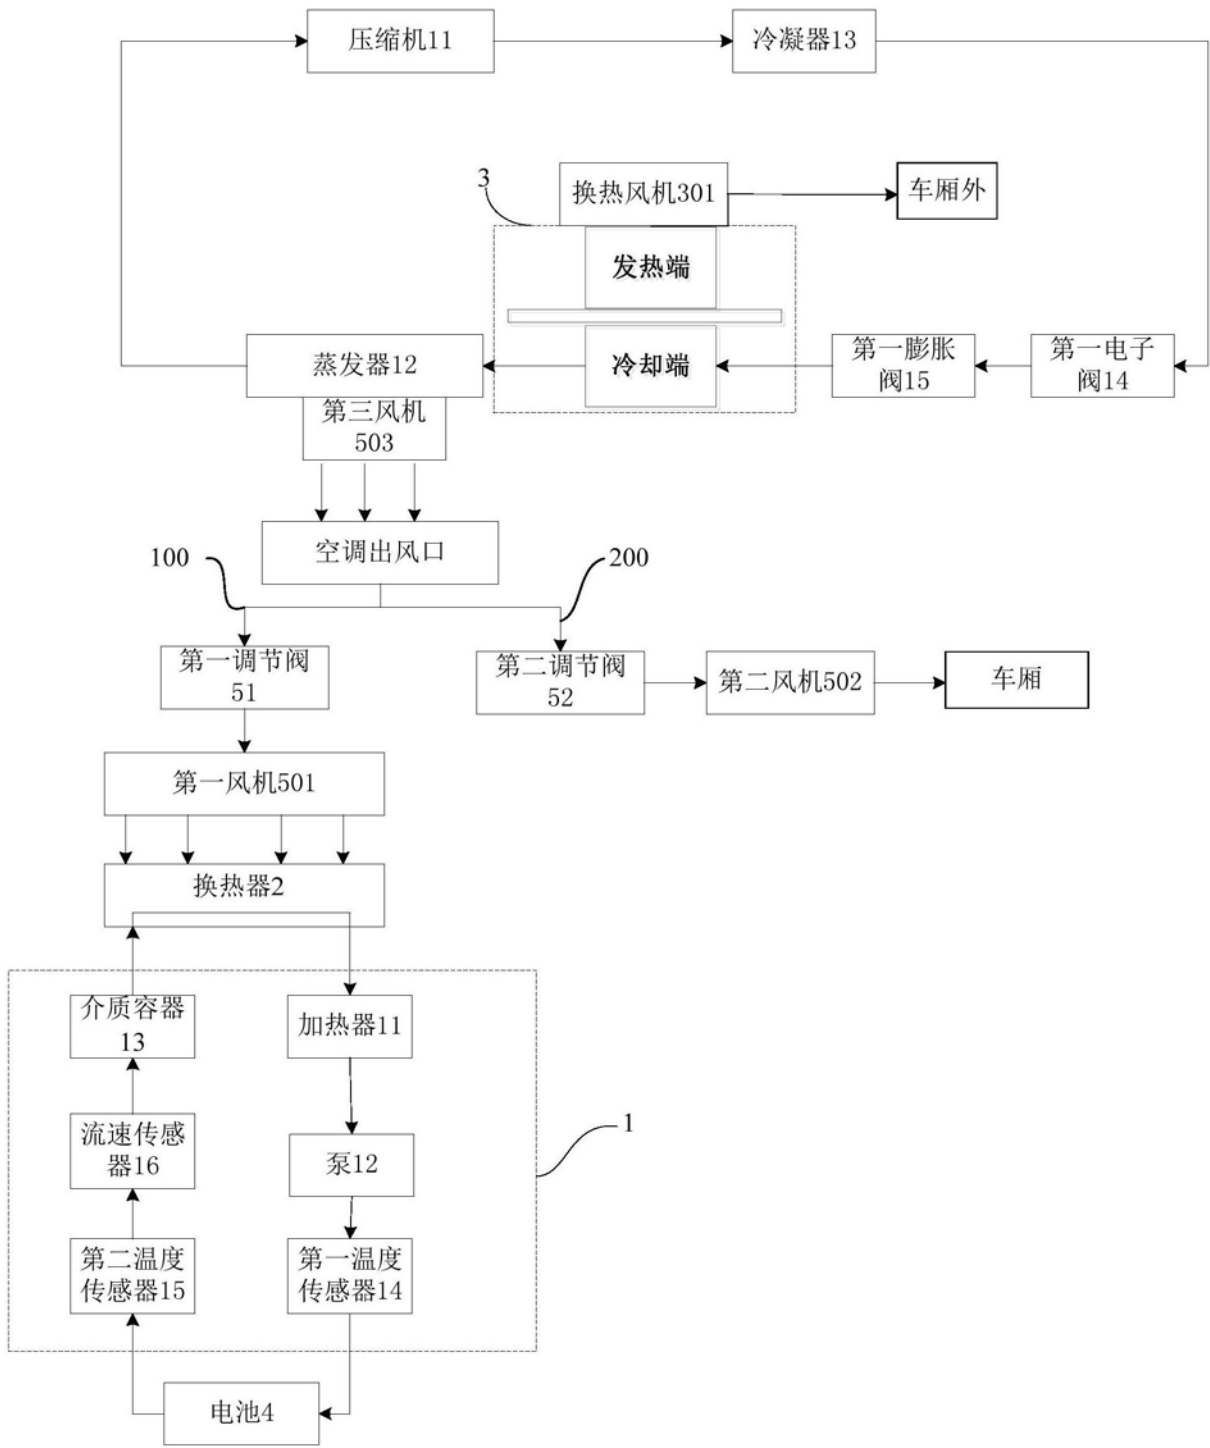 压缩机11
冷凝器13
3
换热风机301
车厢外
发热端
蒸发器12
冷却端
第一膨胀
阀15
第一电子
阀14
第三风机
503
空调出风口
100
200
第一调节阀
51
第二调节阀
52
第二风机502
车厢
第一风机501
换热器2
介质容器
13
加热器11
1
流速传感
器16
泵12
第二温度
传感器15
第一温度
传感器14
电池4